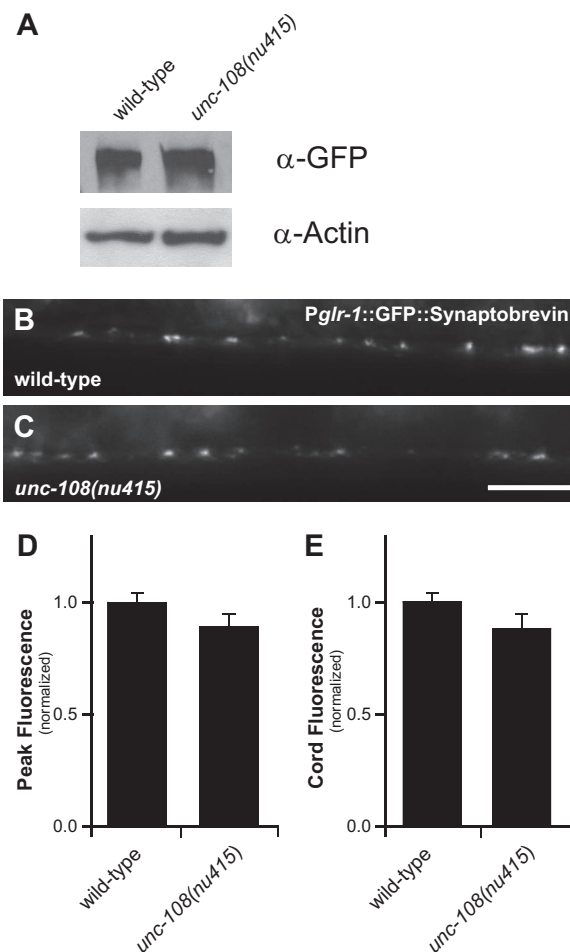 A
wild-type
unc-108(nu415)
α-GFP
α-Actin
B
Pglr-1::GFP::Synaptobrevin
wild-type
C
unc-108(nu415)
D
Peak Fluorescence
(normalized)
1.0
0.5
0.0
wild-type
unc-108(nu415)
E
Cord Fluorescence
(normalized)
1.0
0.5
0.0
wild-type
unc-108(nu415)